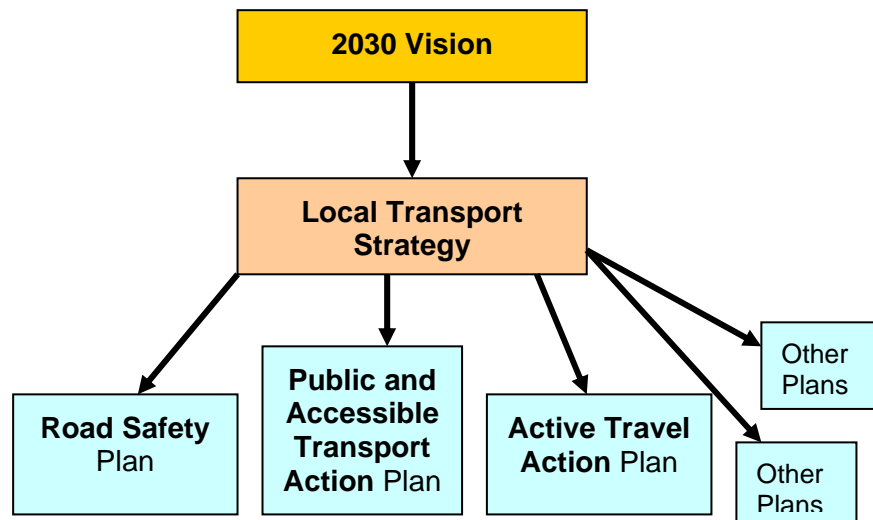 2030 Vision
Local Transport
Strategy
Road Safety
Plan
Public and
Accessible
Transport
Action Plan
Active Travel
Action Plan
Other
Plans
Other
Plans